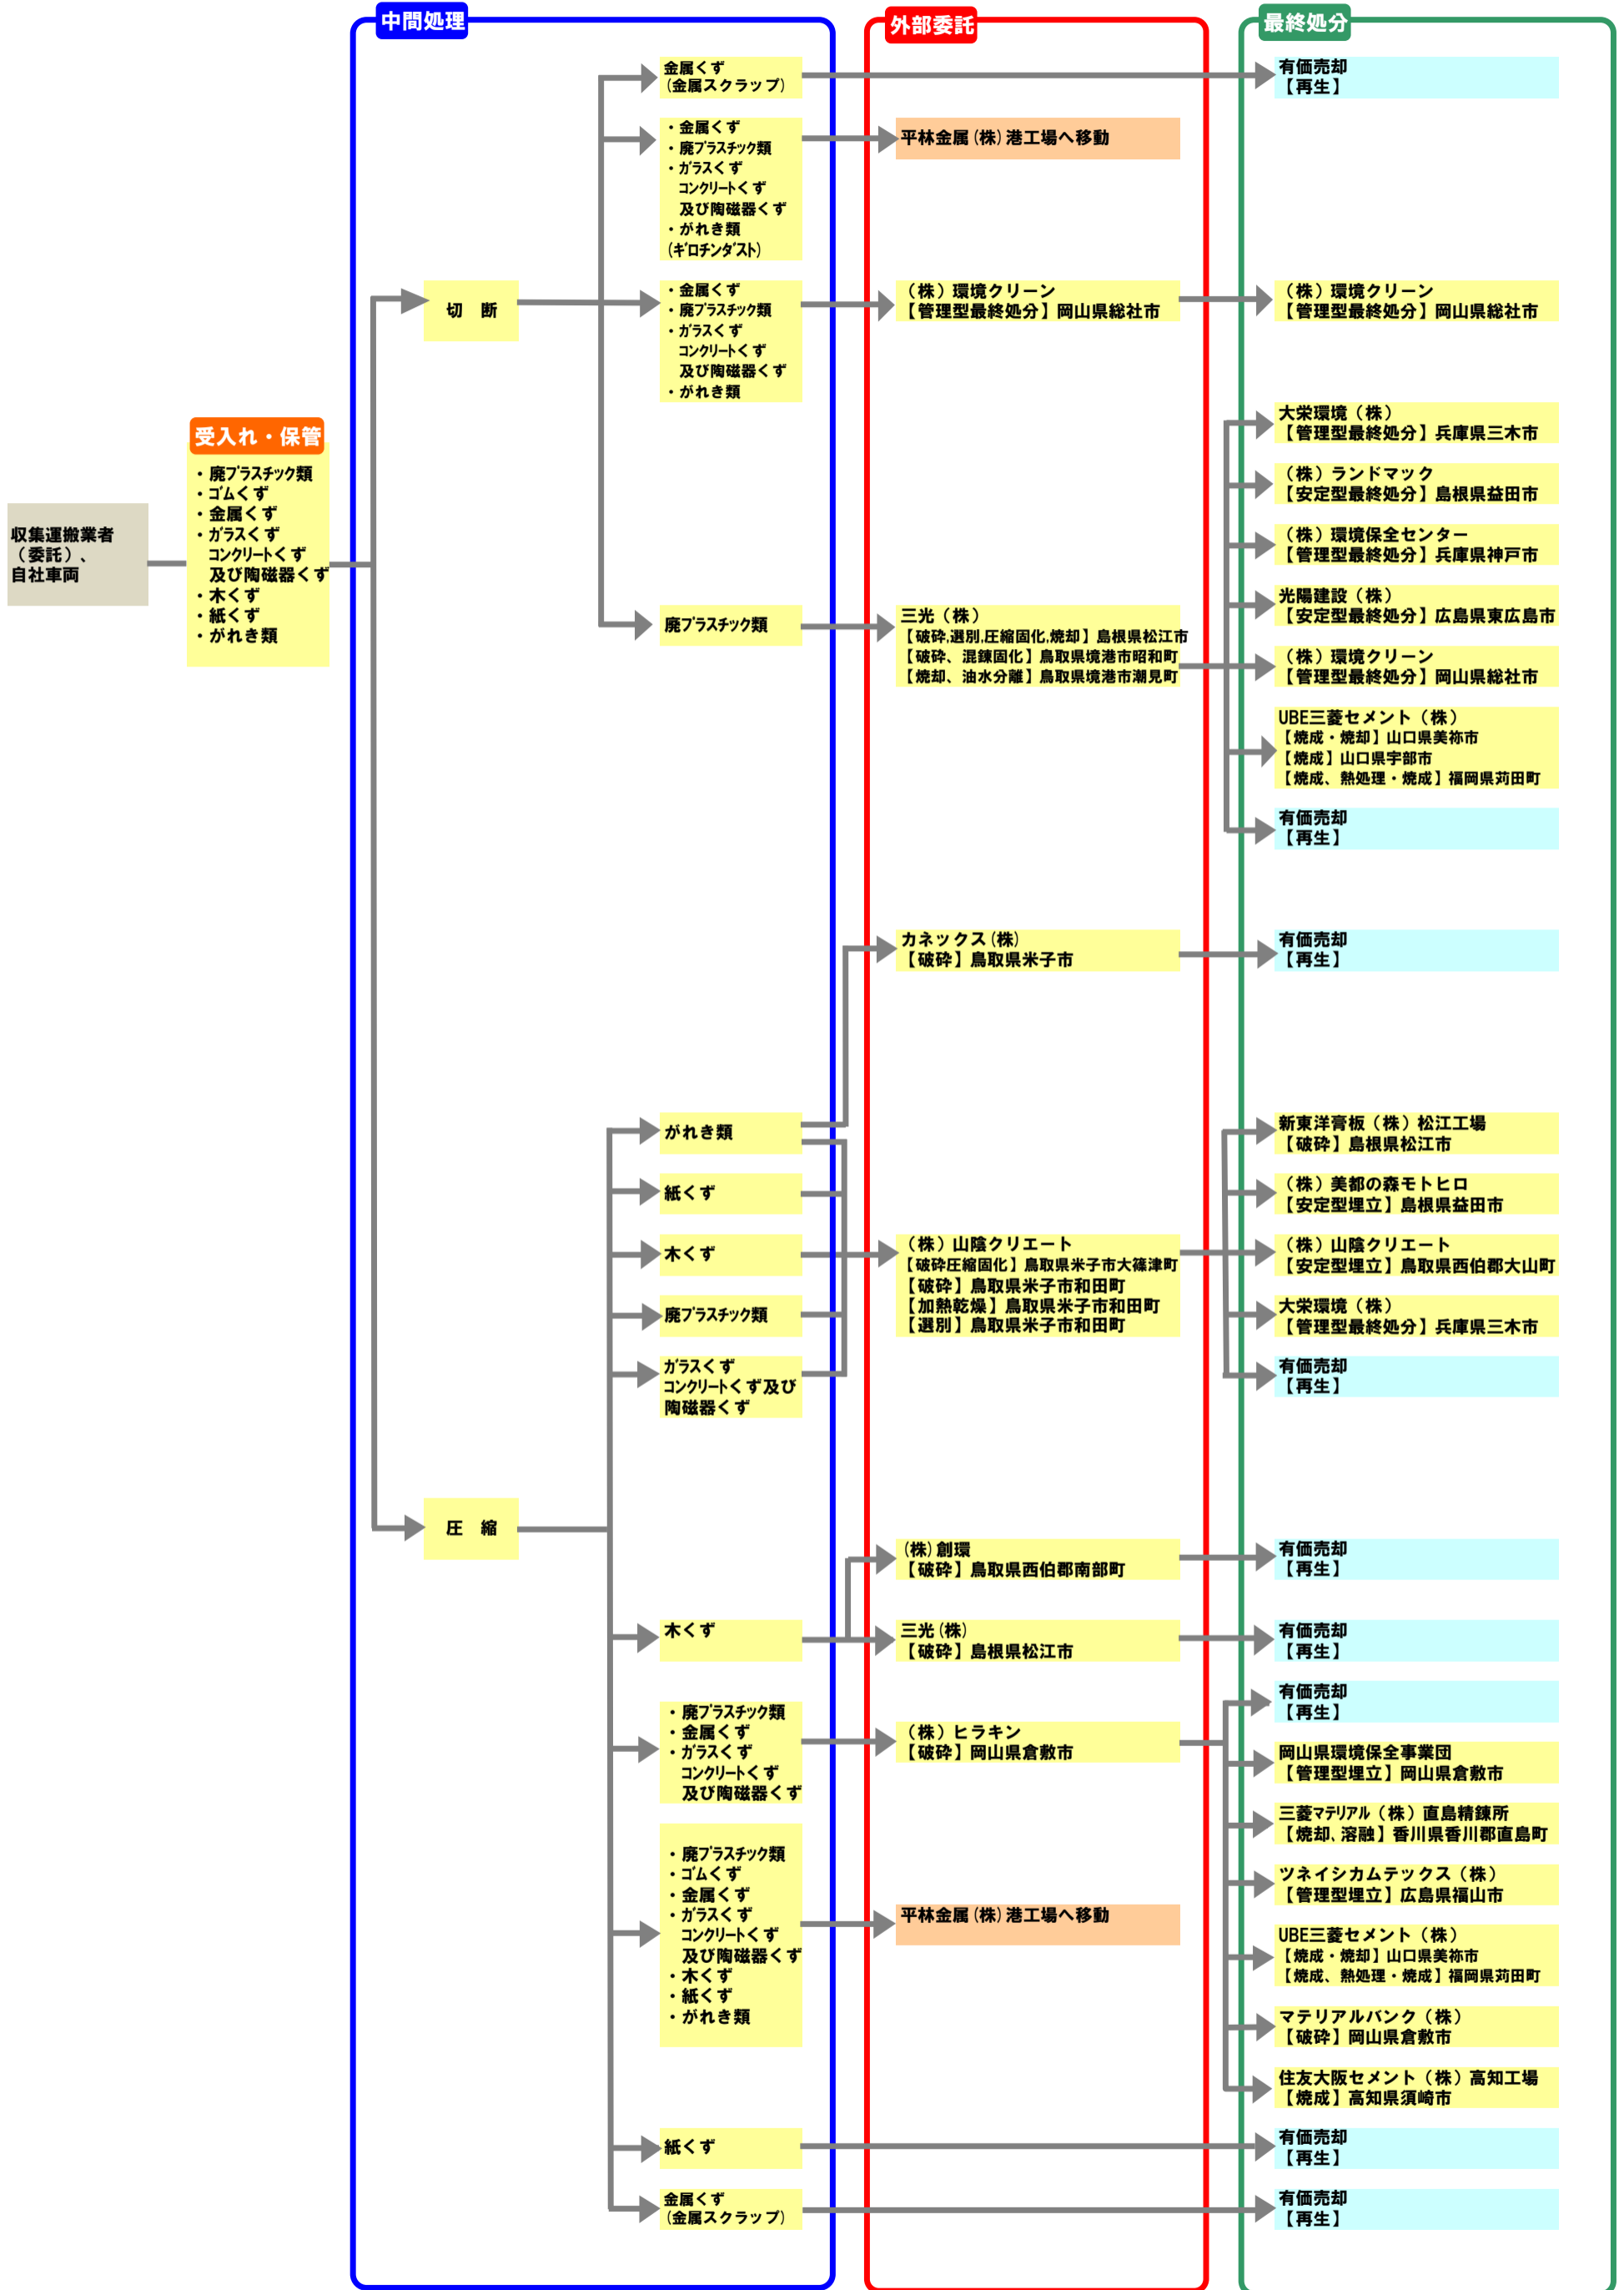 中間処理
外部委託
最終処分
金属くず
(金属スクラップ)
有価売却
【再生】
・金属くず
・廃プラスチック類
・ガラスくず
コンクリートくず
及び陶磁器くず
・がれき類
(ギロチンダスト)
平林金属(株)港工場へ移動
切　断
・金属くず
・廃プラスチック類
・ガラスくず
コンクリートくず
及び陶磁器くず
・がれき類
(株)環境クリーン
【管理型最終処分】岡山県総社市
(株)環境クリーン
【管理型最終処分】岡山県総社市
受入れ・保管
・廃プラスチック類
・ゴムくず
・金属くず
・ガラスくず
コンクリートくず
及び陶磁器くず
・木くず
・紙くず
・がれき類
収集運搬業者
(委託)、
自社車両
廃プラスチック類
三光(株)
【破砕,選別,圧縮固化,焼却】島根県松江市
【破砕、混錬固化】鳥取県境港市昭和町
【焼却、油水分離】鳥取県境港市潮見町
大栄環境(株)
【管理型最終処分】兵庫県三木市
(株)ランドマック
【安定型最終処分】島根県益田市
(株)環境保全センター
【管理型最終処分】兵庫県神戸市
光陽建設(株)
【安定型最終処分】広島県東広島市
(株)環境クリーン
【管理型最終処分】岡山県総社市
UBE三菱セメント(株)
【焼成・焼却】山口県美祢市
【焼成】山口県宇部市
【焼成、熱処理・焼成】福岡県苅田町
有価売却
【再生】
カネックス(株)
【破砕】鳥取県米子市
有価売却
【再生】
がれき類
紙くず
木くず
廃プラスチック類
ガラスくず
コンクリートくず及び
陶磁器くず
(株)山陰クリエート
【破砕圧縮固化】鳥取県米子市大篠津町
【破砕】鳥取県米子市和田町
【加熱乾燥】鳥取県米子市和田町
【選別】鳥取県米子市和田町
新東洋膏板(株)松江工場
【破砕】島根県松江市
(株)美都の森モトヒロ
【安定型埋立】島根県益田市
(株)山陰クリエート
【安定型埋立】鳥取県西伯郡大山町
大栄環境(株)
【管理型最終処分】兵庫県三木市
有価売却
【再生】
圧　縮
(株)創環
【破砕】鳥取県西伯郡南部町
有価売却
【再生】
木くず
三光(株)
【破砕】島根県松江市
有価売却
【再生】
・廃プラスチック類
・金属くず
・ガラスくず
コンクリートくず
及び陶磁器くず
(株)ヒラキン
【破砕】岡山県倉敷市
有価売却
【再生】
岡山県環境保全事業団
【管理型埋立】岡山県倉敷市
三菱マテリアル(株)直島精錬所
【焼却、溶融】香川県香川郡直島町
ツネイシカムテックス(株)
【管理型埋立】広島県福山市
UBE三菱セメント(株)
【焼成・焼却】山口県美祢市
【焼成、熱処理・焼成】福岡県苅田町
マテリアルバンク(株)
【破砕】岡山県倉敷市
住友大阪セメント(株)高知工場
【焼成】高知県須崎市
・廃プラスチック類
・ゴムくず
・金属くず
・ガラスくず
コンクリートくず
及び陶磁器くず
・木くず
・紙くず
・がれき類
平林金属(株)港工場へ移動
紙くず
有価売却
【再生】
金属くず
(金属スクラップ)
有価売却
【再生】